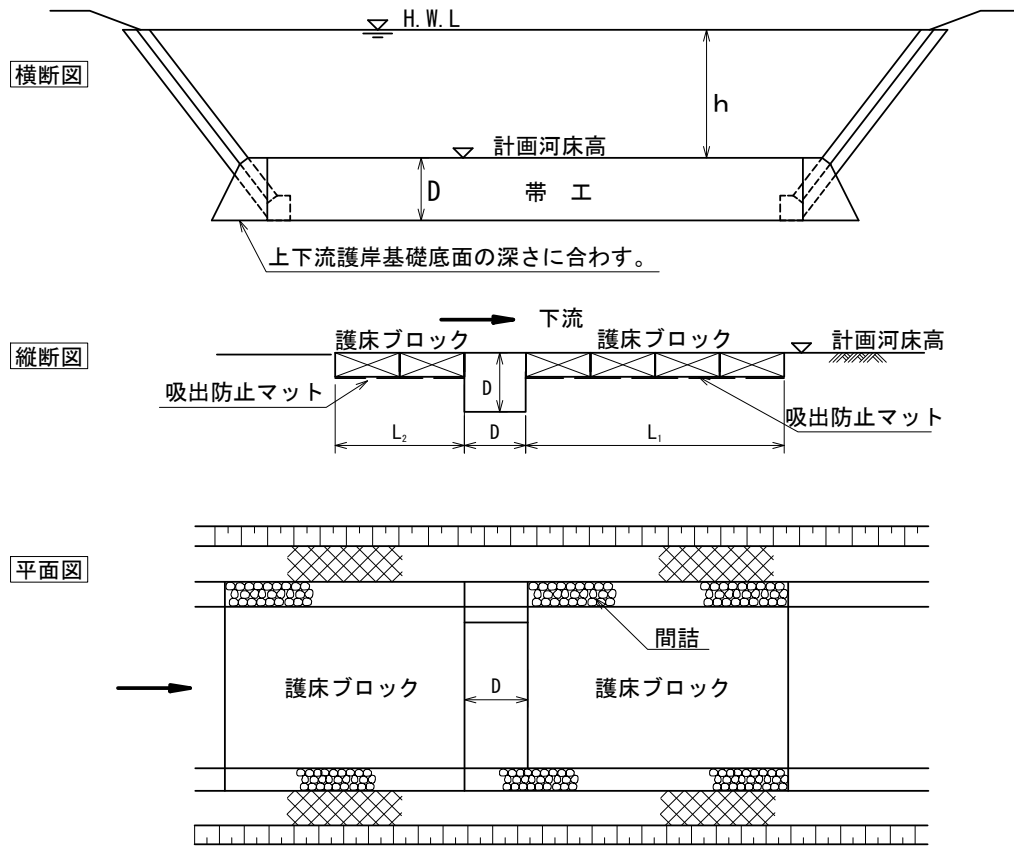 H.W.L
横断図
h
計画河床高
D
帯 工
上下流護岸基礎底面の深さに合わす。
下流
縦断図
護床ブロック
護床ブロック
計画河床高
D
吸出防止マット
吸出防止マット
L₂
D
L₁
平面図
間詰
護床ブロック
D
護床ブロック